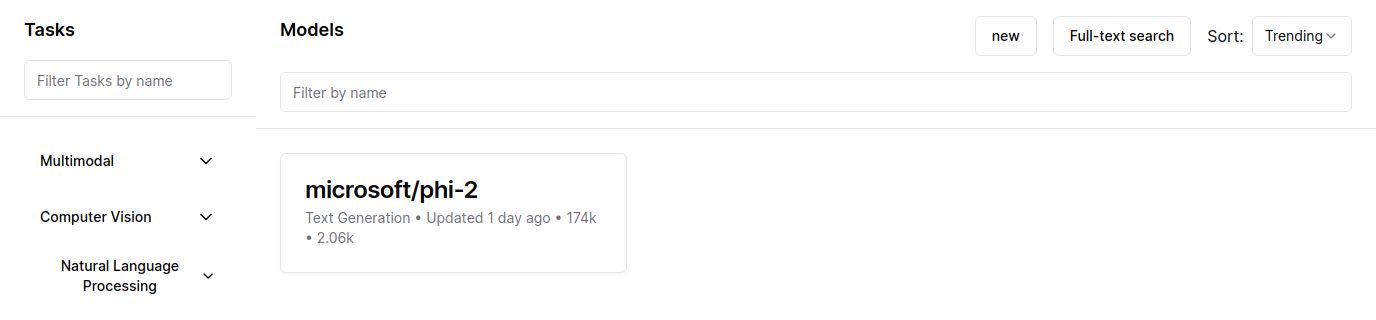 Tasks
Filter Tasks by name
Multimodal
Computer Vision
Natural Language
Processing
Models
new
Full-text search
Sort:
Trending
Filter by name
microsoft/phi-2
Text Generation • Updated 1 day ago • 174k
• 2.06k